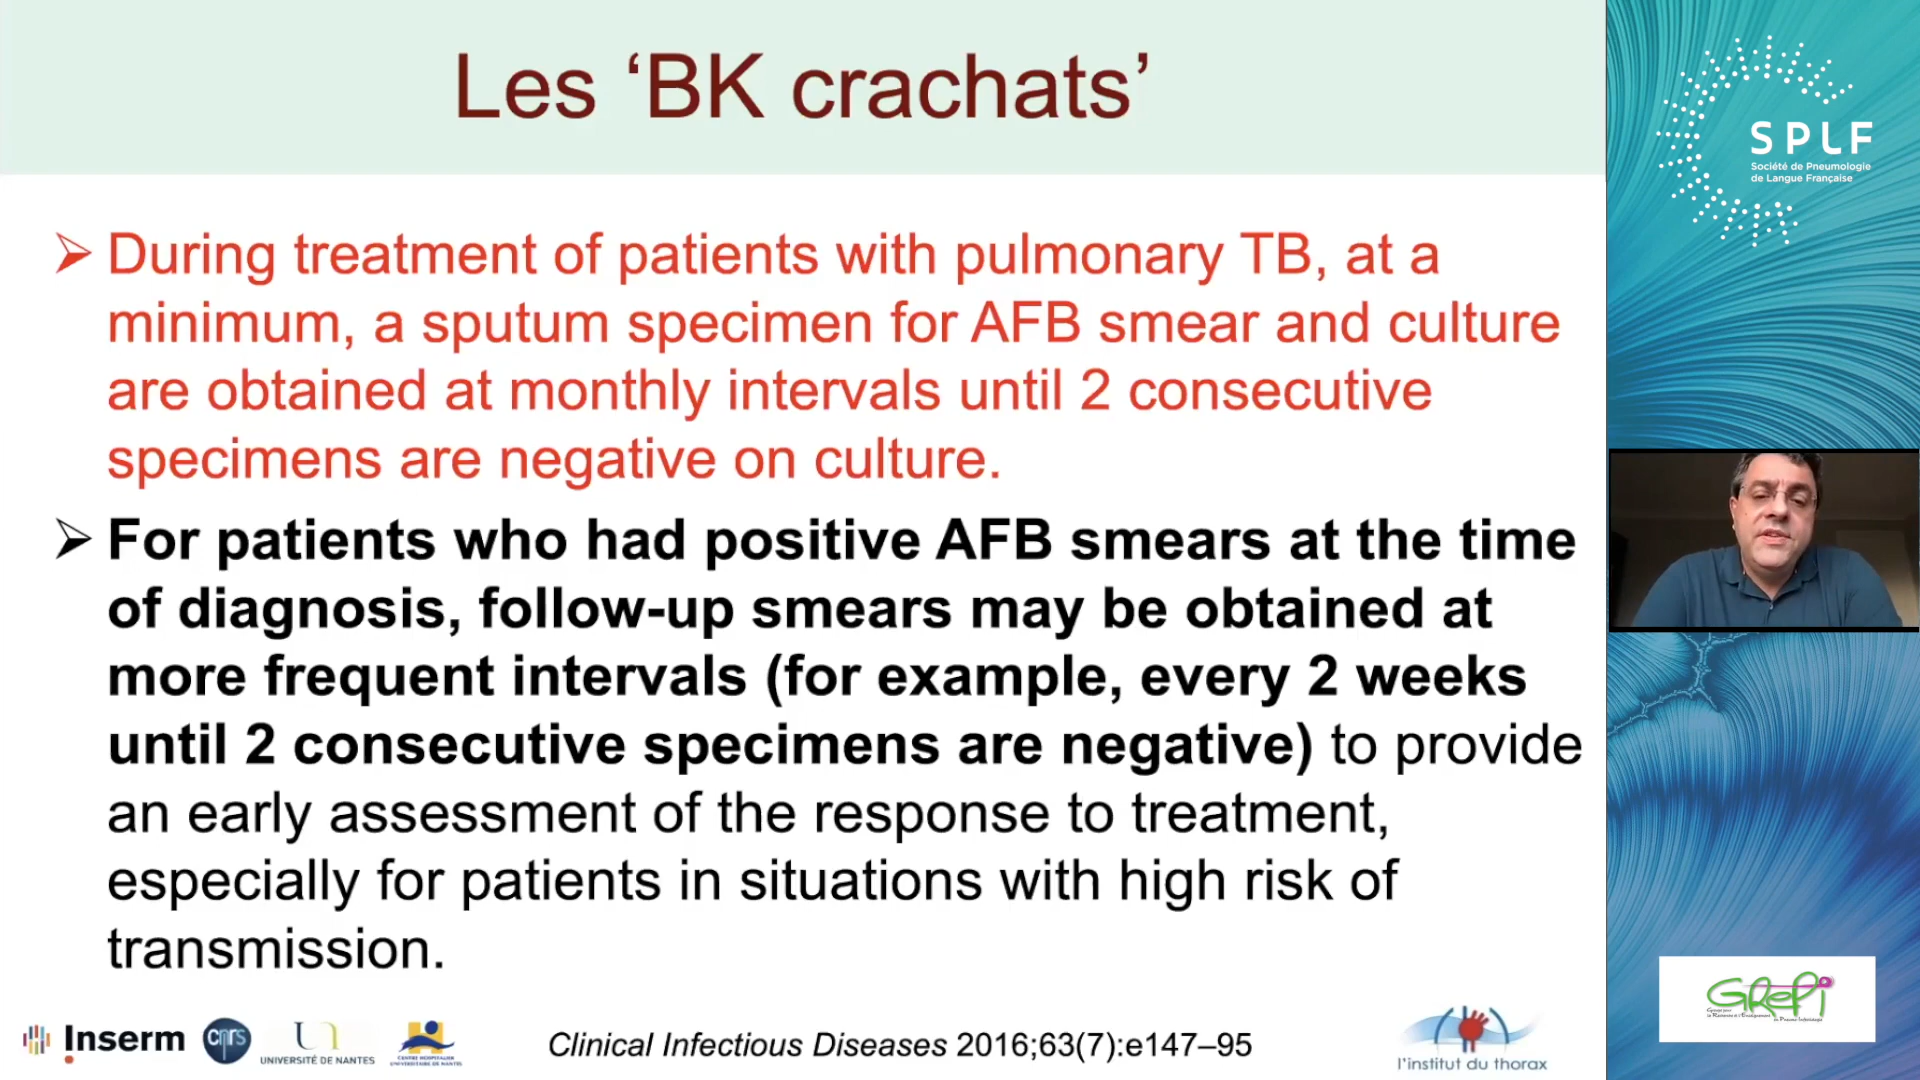 Les ‘BK crachats’
➢ During treatment of patients with pulmonary TB, at a
minimum, a sputum specimen for AFB smear and culture
are obtained at monthly intervals until 2 consecutive
specimens are negative on culture.
➢ For patients who had positive AFB smears at the time
of diagnosis, follow-up smears may be obtained at
more frequent intervals (for example, every 2 weeks
until 2 consecutive specimens are negative) to provide
an early assessment of the response to treatment,
especially for patients in situations with high risk of
transmission.
Inserm
cnrs
UNIVERSITÉ DE NANTES
CENTRE HOSPITALIER
UNIVERSITAIRE DE NANTES
Clinical Infectious Diseases 2016;63(7):e147–95
l'institut du thorax
SPLF
Société de Pneumologie
de Langue Française
GREPI